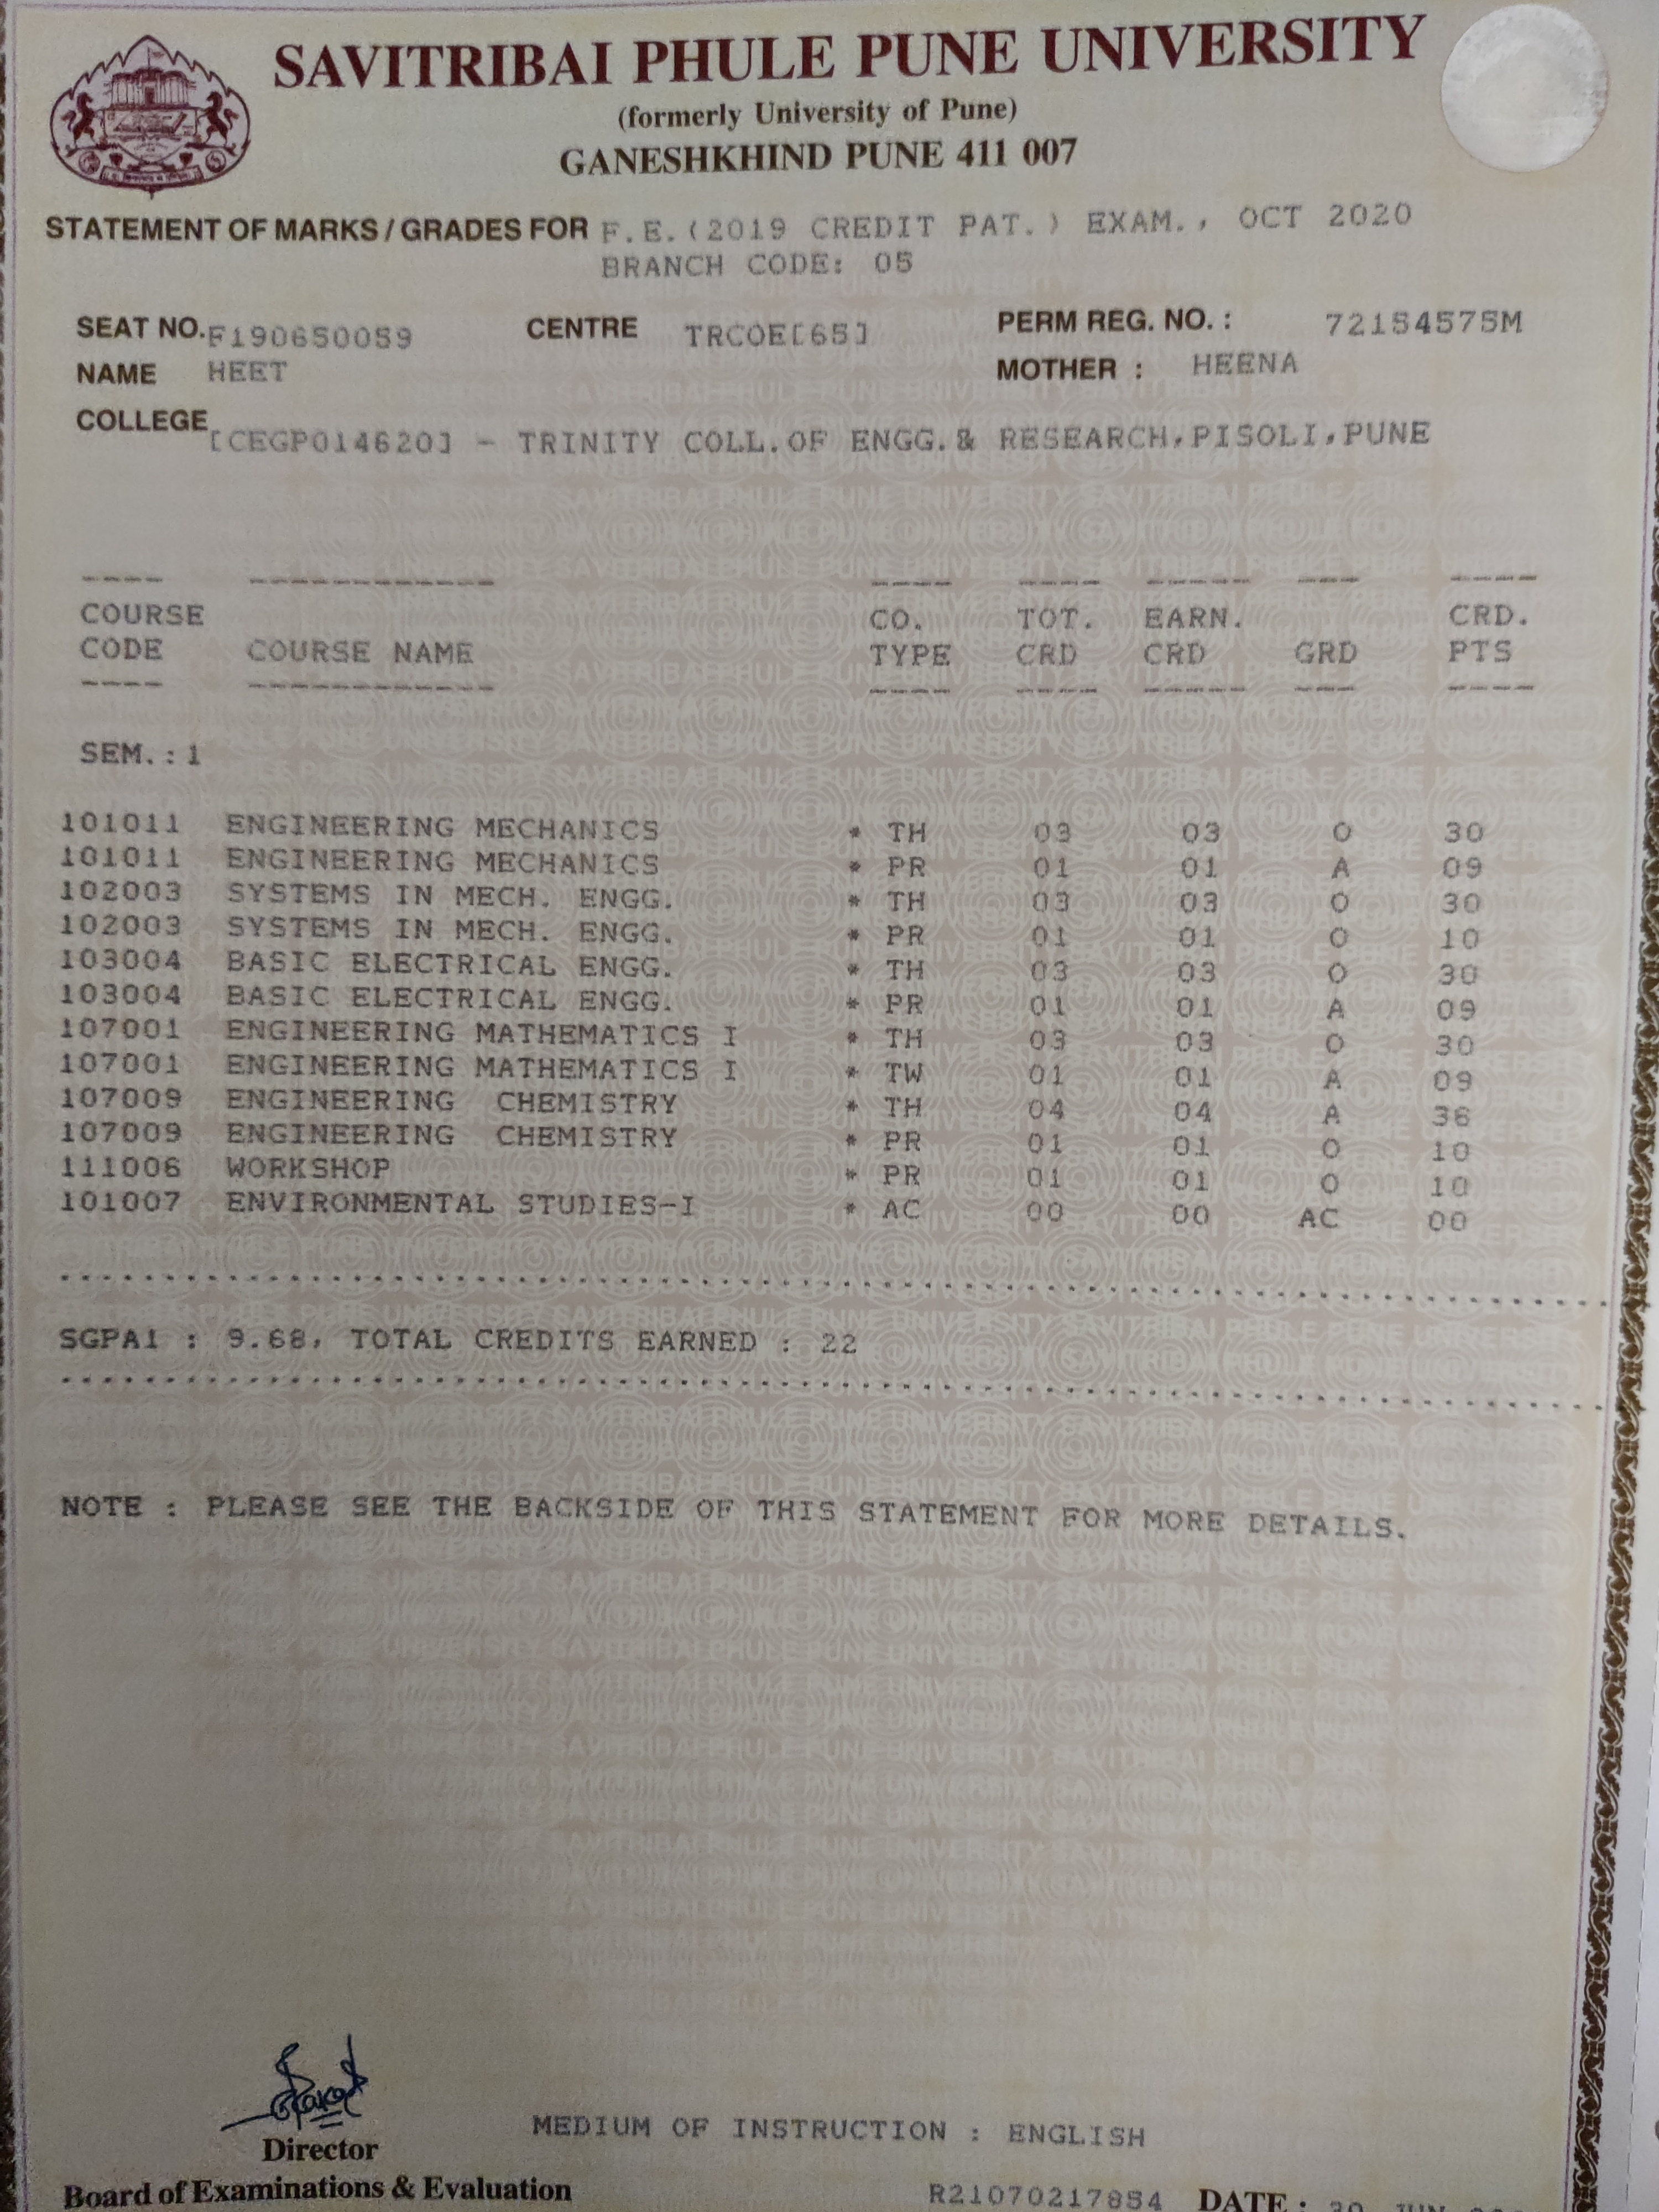 SAVITRIBAI PHULE PUNE UNIVERSITY
(formerly University of Pune)
GANESHKHIND PUNE 411 007
STATEMENT OF MARKS / GRADES FOR F.E.(2019 CREDIT PAT.) EXAM., OCT 2020
BRANCH CODE: 05
SEAT NO. F190650059 CENTRE TRCOE[65] PERM REG. NO. : 72154575M
NAME HEET MOTHER : HEENA
COLLEGE [CEGP014620] - TRINITY COLL.OF ENGG.& RESEARCH,PISOLI,PUNE
COURSE CO. TOT. EARN. CRD.
CODE COURSE NAME TYPE CRD CRD GRD PTS
SEM.:1
101011 ENGINEERING MECHANICS * TH 03 03 O 30
101011 ENGINEERING MECHANICS * PR 01 01 A 09
102003 SYSTEMS IN MECH. ENGG. * TH 03 03 O 30
102003 SYSTEMS IN MECH. ENGG. * PR 01 01 O 10
103004 BASIC ELECTRICAL ENGG. * TH 03 03 O 30
103004 BASIC ELECTRICAL ENGG. * PR 01 01 A 09
107001 ENGINEERING MATHEMATICS I * TH 03 03 O 30
107001 ENGINEERING MATHEMATICS I * TW 01 01 A 09
107009 ENGINEERING CHEMISTRY * TH 04 04 A 36
107009 ENGINEERING CHEMISTRY * PR 01 01 O 10
111006 WORKSHOP * PR 01 01 O 10
101007 ENVIRONMENTAL STUDIES-I * AC 00 00 AC 00
SGPA1 : 9.68, TOTAL CREDITS EARNED : 22
NOTE : PLEASE SEE THE BACKSIDE OF THIS STATEMENT FOR MORE DETAILS.
MEDIUM OF INSTRUCTION : ENGLISH
Director
Board of Examinations & Evaluation
R21070217854 DATE :